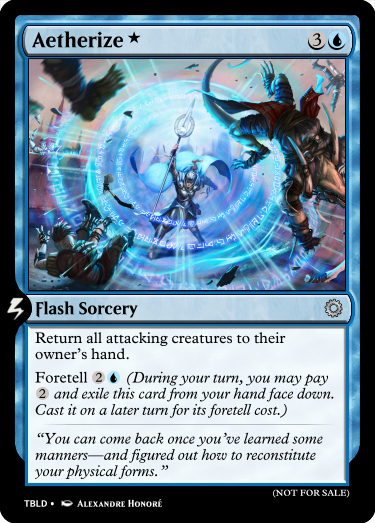 Aetherize ★ 3
Flash Sorcery
Return all attacking creatures to their
owner's hand.
Foretell 2 (During your turn, you may pay
2 and exile this card from your hand face down.
Cast it on a later turn for its foretell cost.)
“You can come back once you've learned some
manners—and figured out how to reconstitute
your physical forms.”
(NOT FOR SALE)
TBLD • Alexandre Honoré